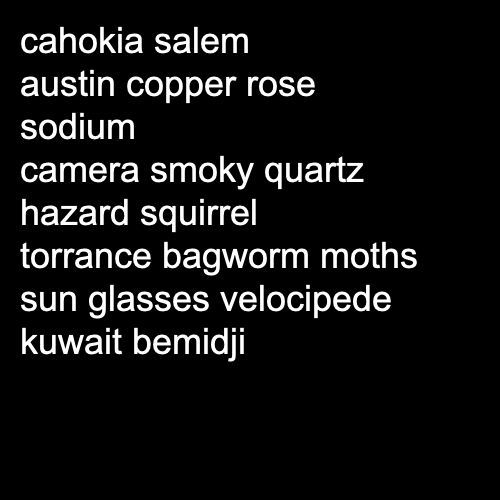 cahokia salem
austin copper rose
sodium
camera smoky quartz
hazard squirrel
torrance bagworm moths
sun glasses velocipede
kuwait bemidji